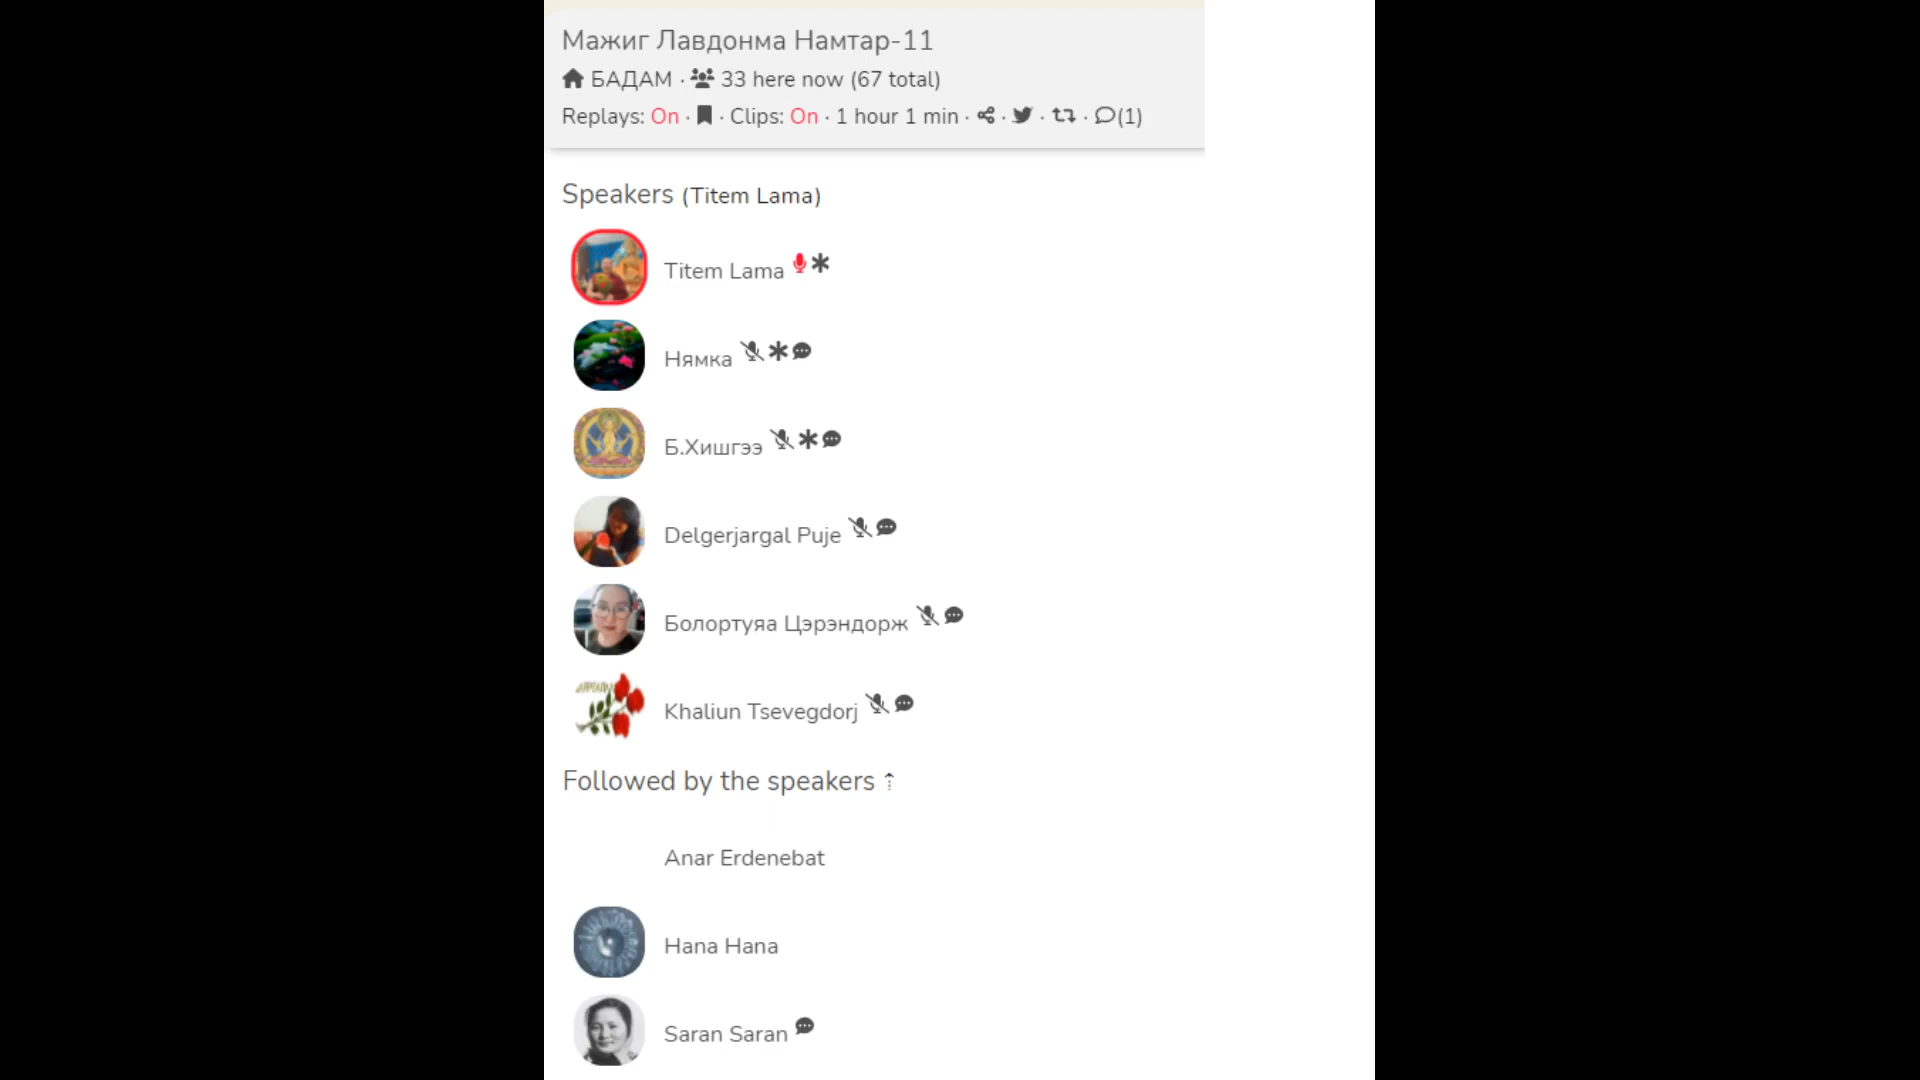 Мажиг Лавдонма Намтар-11
БАДАМ · 33 here now (67 total)
Replays: On · · Clips: On · 1 hour 1 min · · · · (1)
Speakers (Titem Lama)
Titem Lama
Нямка
Б.Хишгээ
Delgerjargal Puje
Болортуяа Цэрэндорж
Khaliun Tsevegdorj
Followed by the speakers
Anar Erdenebat
Hana Hana
Saran Saran